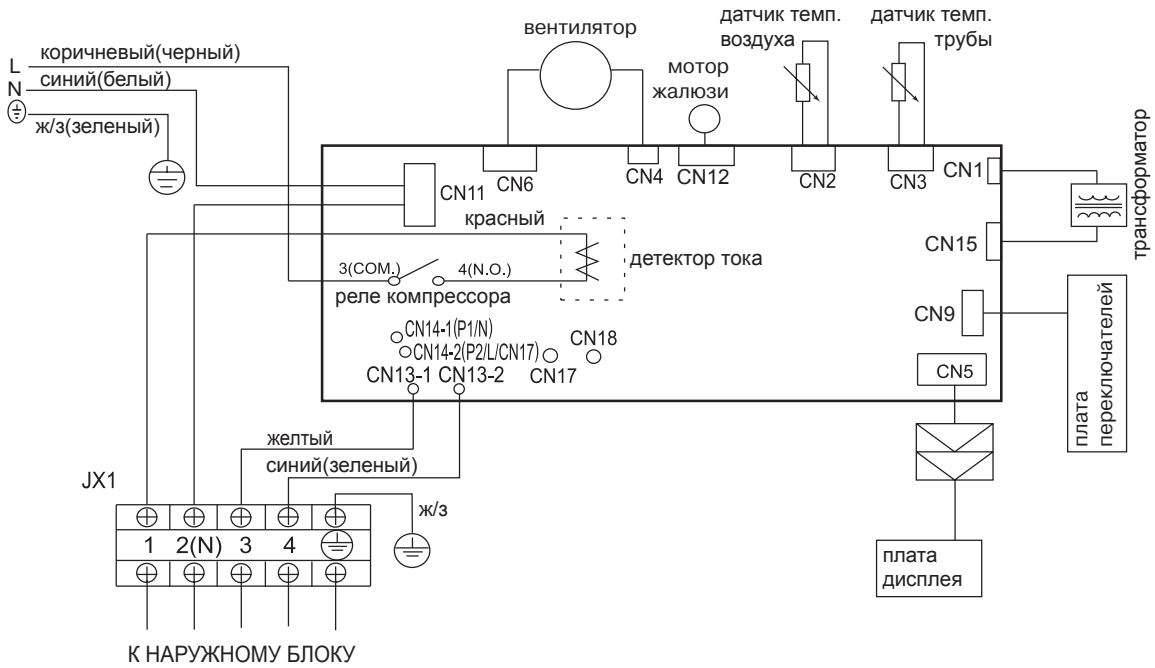 датчик темп.
воздуха
датчик темп.
трубы
вентилятор
мотор
жалюзи
коричневый(черный)
L
синий(белый)
N
ж/з(зеленый)
трансформатор
CN6
CN4
CN12
CN2
CN3
CN1
CN11
красный
CN15
детектор тока
3(COM.)
4(N.O.)
реле компрессора
CN9
CN14-1(P1/N)
CN14-2(P2/L/CN17)
CN18
CN17
CN13-1
CN13-2
CN5
плата
переключателей
желтый
синий(зеленый)
JX1
ж/з
1
2(N)
3
4
плата
дисплея
К НАРУЖНОМУ БЛОКУ